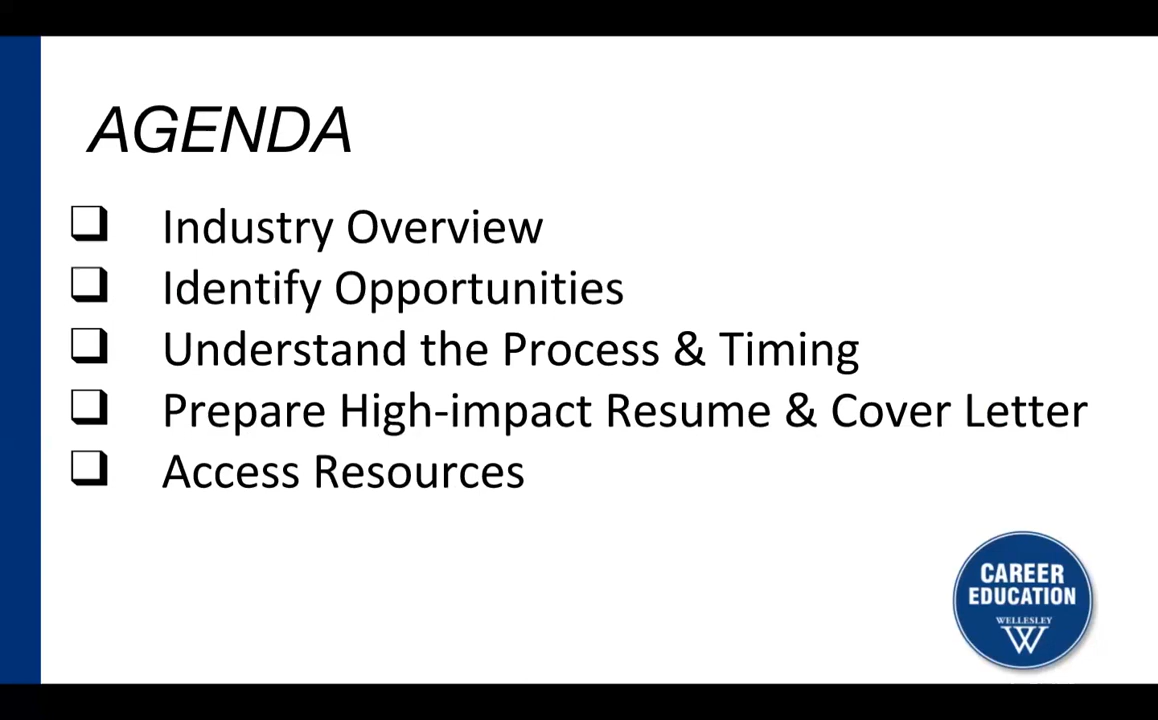 AGENDA
❑ Industry Overview
❑ Identify Opportunities
❑ Understand the Process & Timing
❑ Prepare High-impact Resume & Cover Letter
❑ Access Resources
CAREER
EDUCATION
WELLESLEY
W